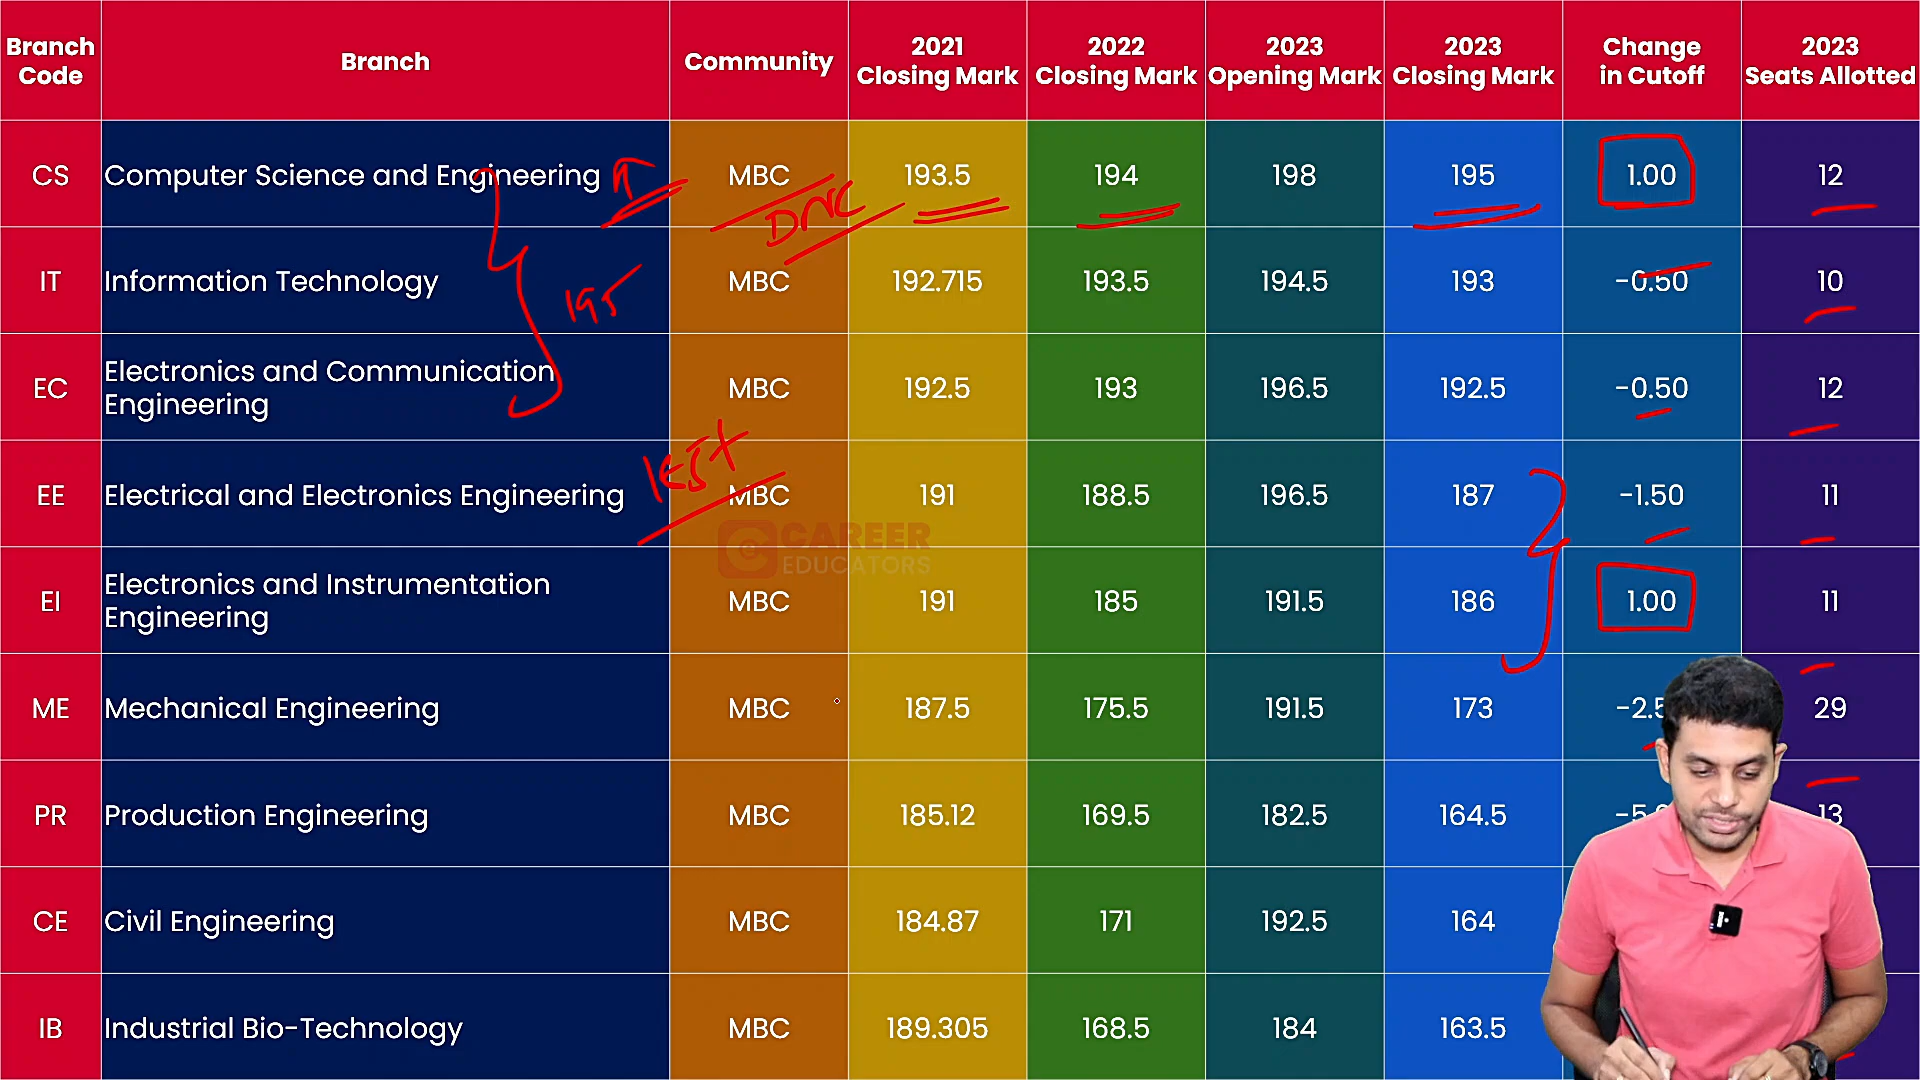 Branch Code
Branch
Community
2021 Closing Mark
2022 Closing Mark
2023 Opening Mark
2023 Closing Mark
Change in Cutoff
2023 Seats Allotted
CS Computer Science and Engineering MBC 193.5 194 198 195 1.00 12
DNC
IT Information Technology MBC 192.715 193.5 194.5 193 -0.50 10
195
EC Electronics and Communication Engineering MBC 192.5 193 196.5 192.5 -0.50 12
EE Electrical and Electronics Engineering MBC 191 188.5 196.5 187 -1.50 11
CAREER
EDUCATORS
EI Electronics and Instrumentation Engineering MBC 191 185 191.5 186 1.00 11
ME Mechanical Engineering MBC 187.5 175.5 191.5 173 29
PR Production Engineering MBC 185.12 169.5 182.5 164.5 13
CE Civil Engineering MBC 184.87 171 192.5 164
IB Industrial Bio-Technology MBC 189.305 168.5 184 163.5